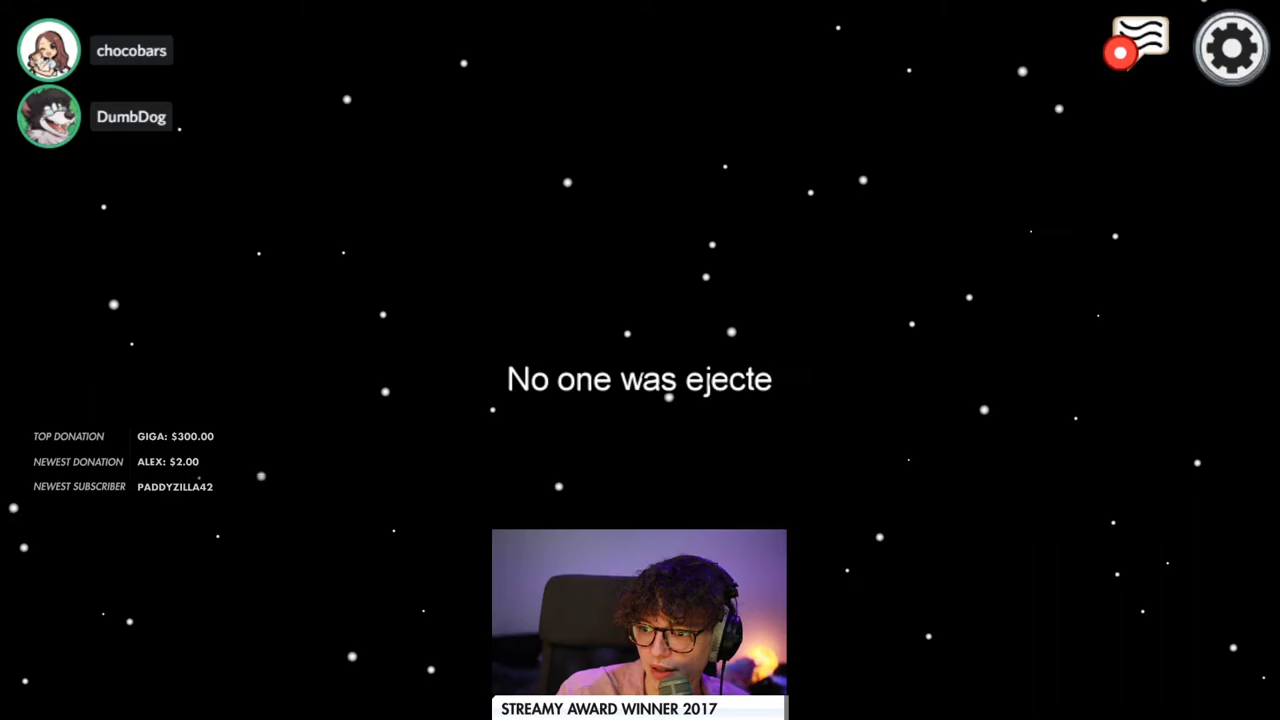 chocobars
DumbDog
No one was ejecte
TOP DONATION GIGA: $300.00
NEWEST DONATION ALEX: $2.00
NEWEST SUBSCRIBER PADDYZILLA42
STREAMY AWARD WINNER 2017